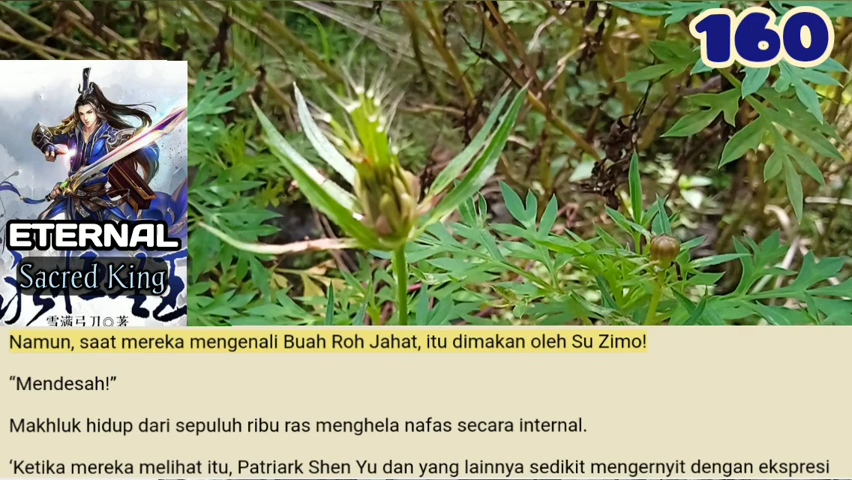 160
ETERNAL
Sacred King
雪满弓刀◎著
Namun, saat mereka mengenali Buah Roh Jahat, itu dimakan oleh Su Zimo!
“Mendesah!”
Makhluk hidup dari sepuluh ribu ras menghela nafas secara internal.
‘Ketika mereka melihat itu, Patriark Shen Yu dan yang lainnya sedikit mengernyit dengan ekspresi